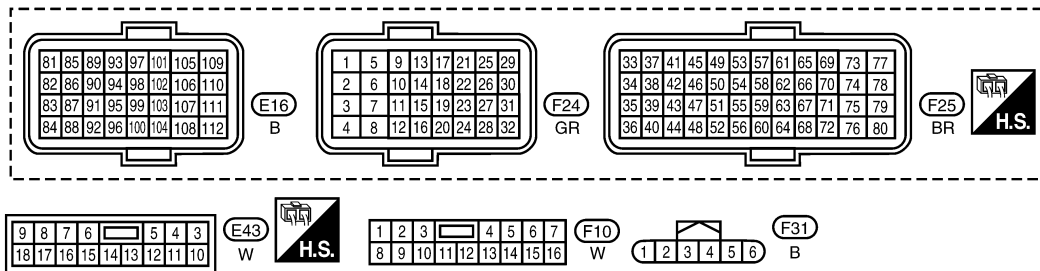 81 85 89 93 97 101 105 109
82 86 90 94 98 102 106 110
83 87 91 95 99 103 107 111
84 88 92 96 100 104 108 112
E16
B
1 5 9 13 17 21 25 29
2 6 10 14 18 22 26 30
3 7 11 15 19 23 27 31
4 8 12 16 20 24 28 32
F24
GR
33 37 41 45 49 53 57 61 65 69 73 77
34 38 42 46 50 54 58 62 66 70 74 78
35 39 43 47 51 55 59 63 67 71 75 79
36 40 44 48 52 56 60 64 68 72 76 80
F25
BR
H.S.
9 8 7 6 5 4 3
18 17 16 15 14 13 12 11 10
E43
W
H.S.
1 2 3 4 5 6 7
8 9 10 11 12 13 14 15 16
F10
W
1 2 3 4 5 6
F31
B